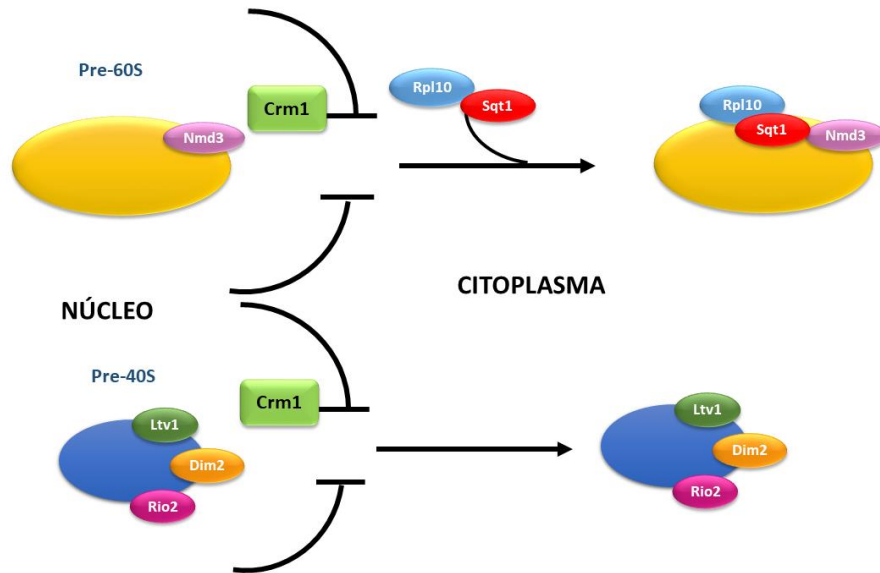 Pre-60S
Nmd3
Crm1
Rpl10
Sqt1
Rpl10
Sqt1
Nmd3
NÚCLEO
CITOPLASMA
Pre-40S
Ltv1
Dim2
Rio2
Crm1
Ltv1
Dim2
Rio2